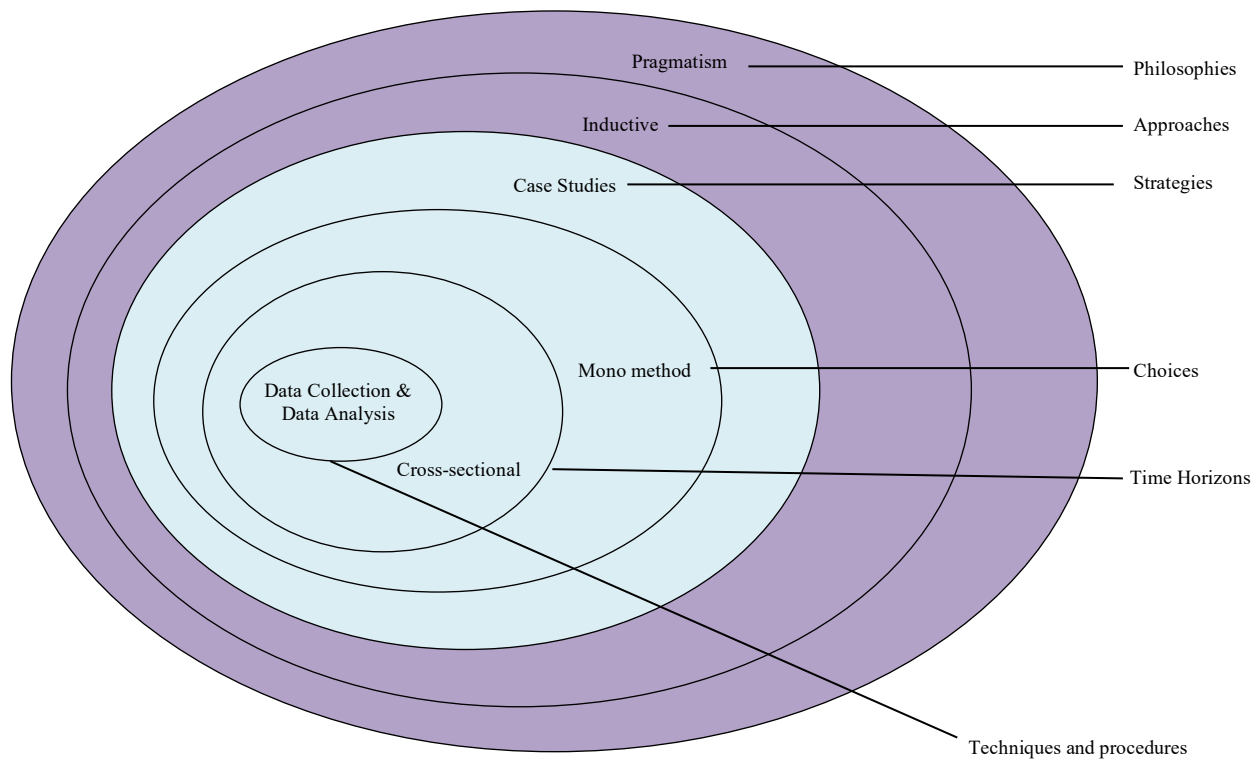 Pragmatism
Philosophies
Inductive
Approaches
Case Studies
Strategies
Mono method
Choices
Data Collection &
Data Analysis
Cross-sectional
Time Horizons
Techniques and procedures